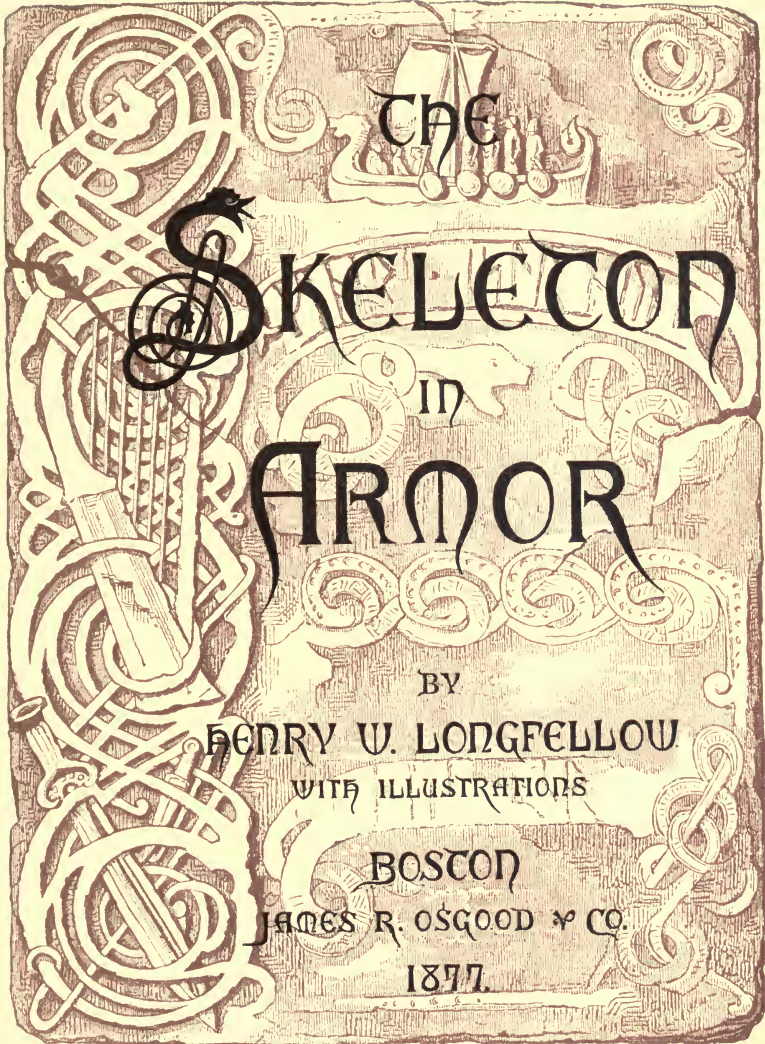 THE
SKELETON
IN
ARMOR
BY
HENRY W. LONGFELLOW.
WITH ILLUSTRATIONS
BOSTON
JAMES R. OSGOOD & CO.
1877.